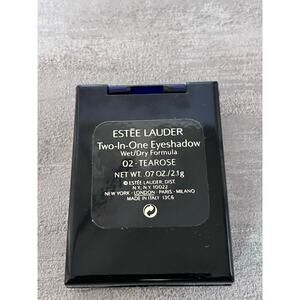 ESTĒE LAUDER
Two-In-One Eyeshadow
Wet/Dry Formula
02-TEAROSE
NET WT. .07 OZ./2.1g
© ESTĒE LAUDER, DIST.
N.Y., N.Y. 10022
NEW YORK · LONDON · PARIS · MILANO
MADE IN ITALY 13C6